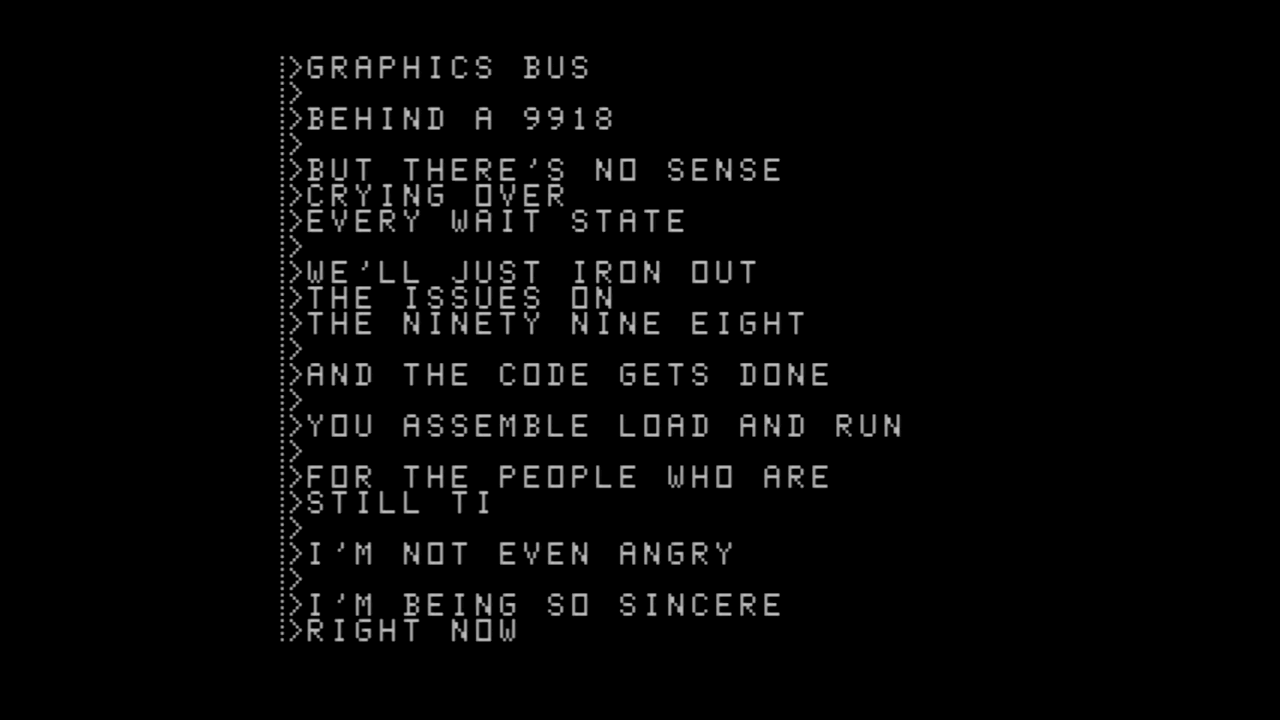 >GRAPHICS BUS
>
>BEHIND A 9918
>
>BUT THERE'S NO SENSE
>CRYING OVER
>EVERY WAIT STATE
>
>WE'LL JUST IRON OUT
>THE ISSUES ON
>THE NINETY NINE EIGHT
>
>AND THE CODE GETS DONE
>
>YOU ASSEMBLE LOAD AND RUN
>
>FOR THE PEOPLE WHO ARE
>STILL TI
>
>I'M NOT EVEN ANGRY
>
>I'M BEING SO SINCERE
>RIGHT NOW